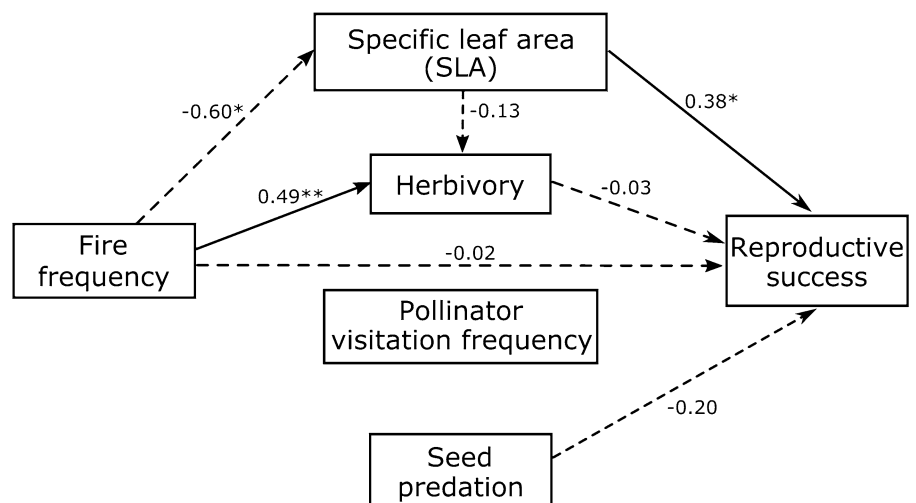 Specific leaf area
(SLA)
-0.60*
-0.13
0.38*
Herbivory
0.49**
-0.03
Fire
frequency
-0.02
Reproductive
success
Pollinator
visitation frequency
-0.20
Seed
predation